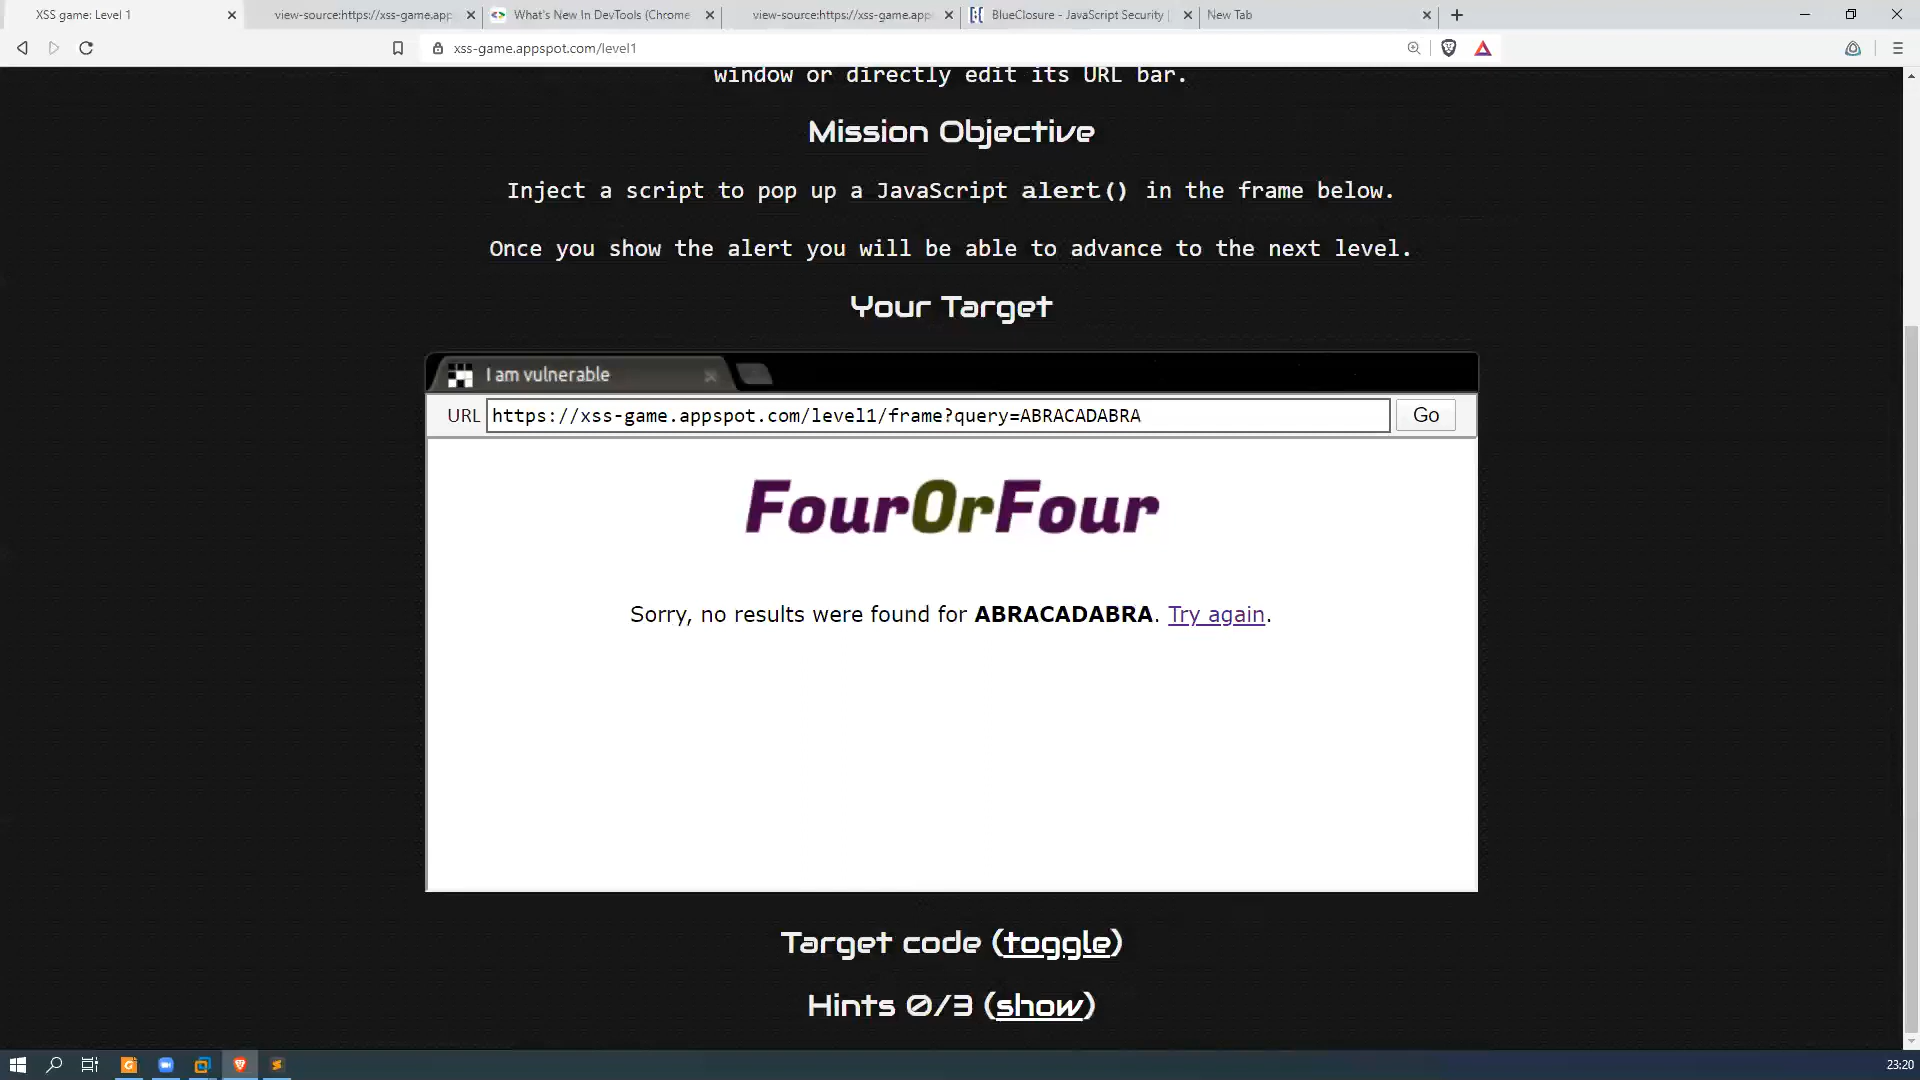 XSS game: Level 1
view-source:https://xss-game.app
What's New In DevTools (Chrome
view-source:https://xss-game.app
BlueClosure - JavaScript Security |
New Tab
xss-game.appspot.com/level1
window or directly edit its URL bar.
Mission Objective
Inject a script to pop up a JavaScript alert() in the frame below.
Once you show the alert you will be able to advance to the next level.
Your Target
I am vulnerable
URL https://xss-game.appspot.com/level1/frame?query=ABRACADABRA Go
FourOrFour
Sorry, no results were found for ABRACADABRA. Try again.
Target code (toggle)
Hints 0/3 (show)
23:20